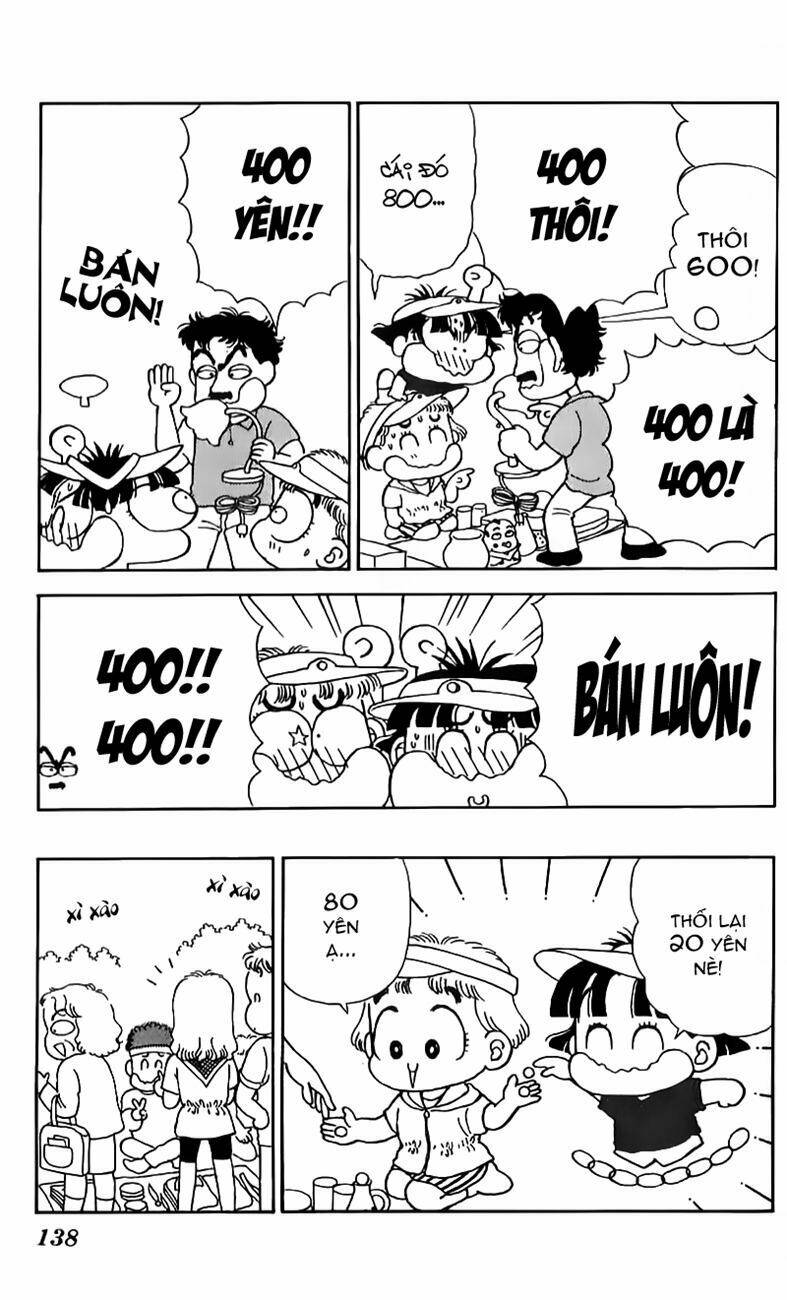 400
YÊN!!
BÁN
LUÔN!
CÁI ĐÓ
800...
400
THÔI!
THÔI
600!
400 LÀ
400!
400!!
400!!
BÁN LUÔN!
XÌ XÀO
XÌ XÀO
80
YÊN
Ạ...
THỐI LẠI
20 YÊN
NÈ!
138